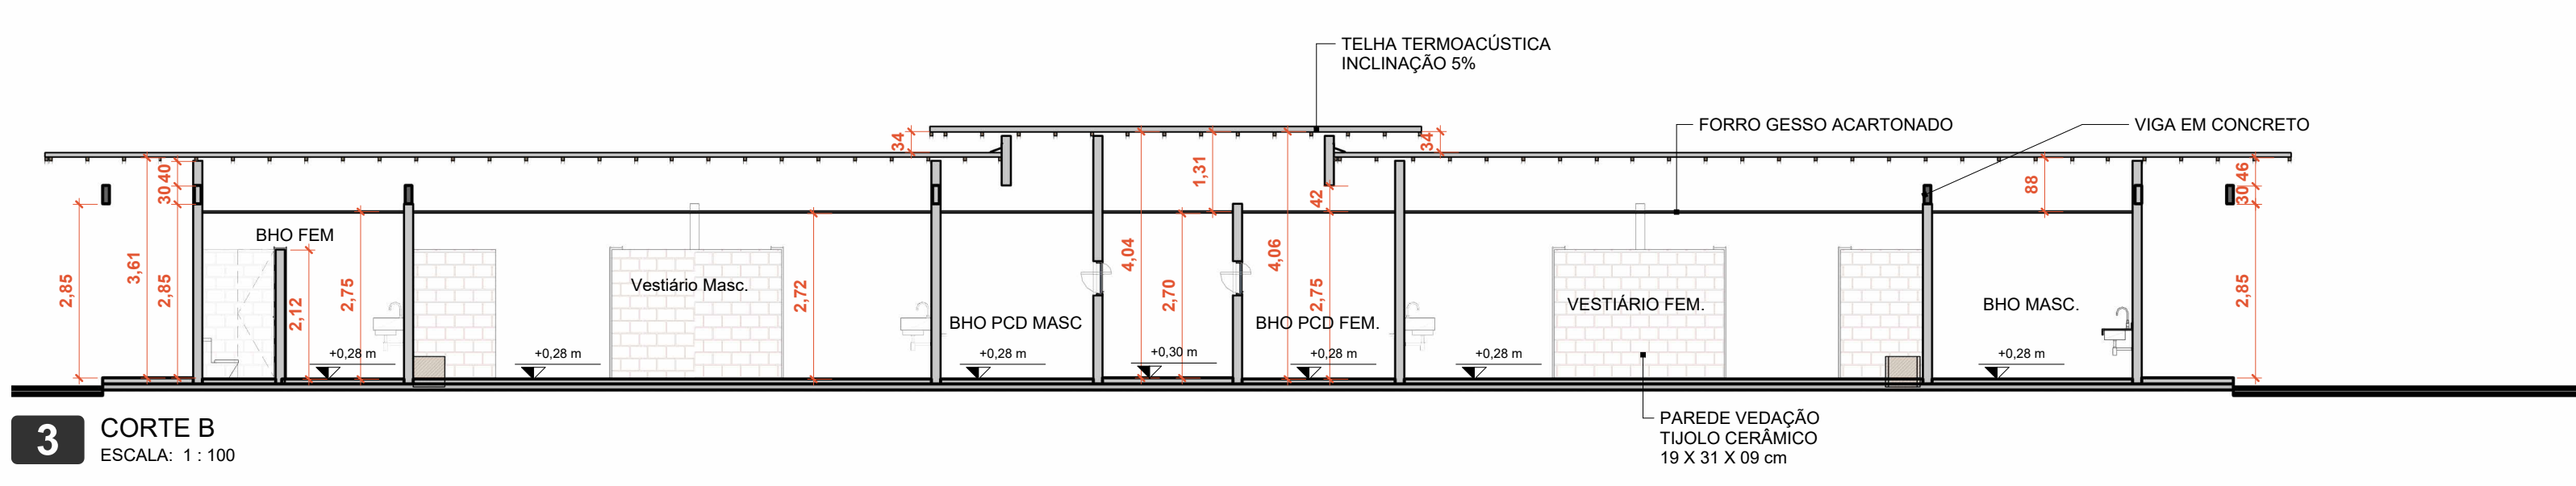 TELHA TERMOACÚSTICA
INCLINAÇÃO 5%
FORRO GESSO ACARTONADO
VIGA EM CONCRETO
34
34
40
30
1,31
42
88
46
30
BHO FEM
2,85
3,61
2,85
2,12
2,75
Vestiário Masc.
2,72
4,04
2,70
4,06
2,75
2,85
BHO PCD MASC
BHO PCD FEM.
VESTIÁRIO FEM.
BHO MASC.
+0,28 m
+0,28 m
+0,28 m
+0,30 m
+0,28 m
+0,28 m
+0,28 m
PAREDE VEDAÇÃO
TIJOLO CERÂMICO
19 X 31 X 09 cm
3
CORTE B
ESCALA: 1 : 100